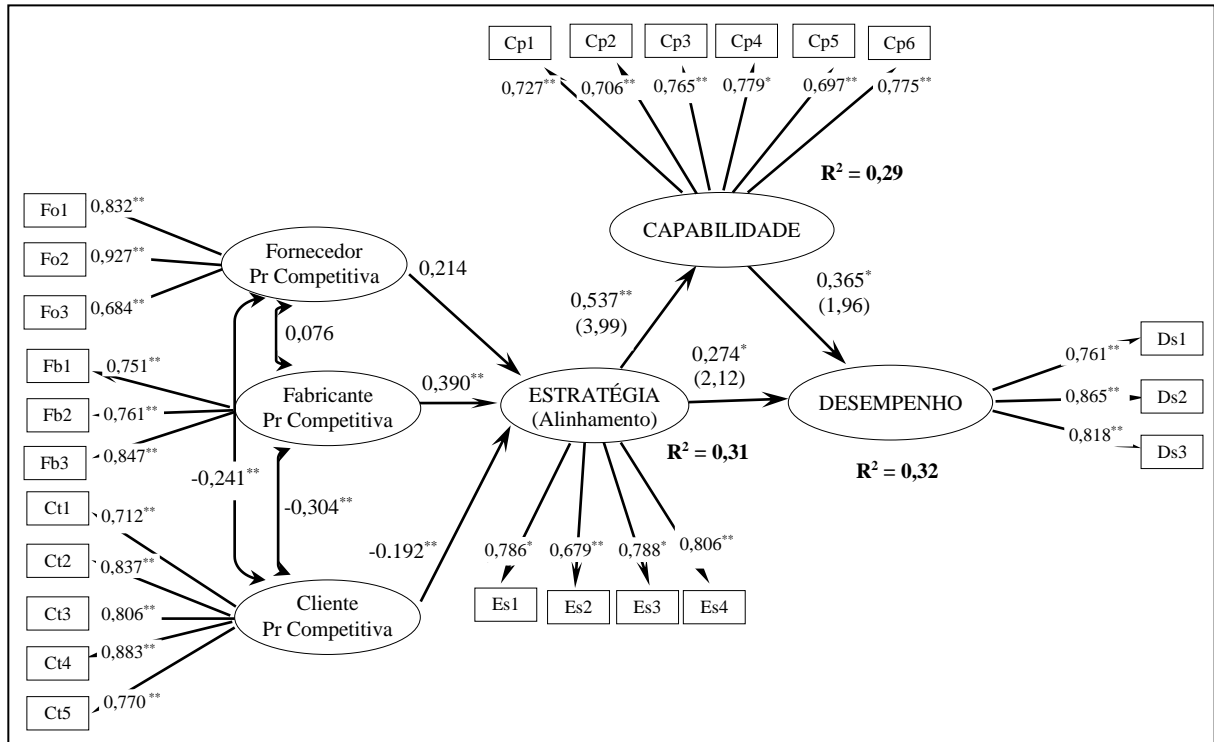 Cp1 Cp2 Cp3 Cp4 Cp5 Cp6
0,727** 0,706** 0,765** 0,779* 0,697** 0,775**
R² = 0,29
CAPABILIDADE
Fo1 0,832**
Fo2 0,927**
Fo3 0,684**
Fornecedor
Pr Competitiva
0,214
0,537**
(3,99)
0,365*
(1,96)
0,076
Fb1 0,751**
Fb2 0,761**
Fb3 0,847**
Fabricante
Pr Competitiva
0,390**
ESTRATÉGIA
(Alinhamento)
0,274*
(2,12)
DESEMPENHO
0,761** Ds1
0,865** Ds2
0,818** Ds3
R² = 0,31
R² = 0,32
-0,241**
-0,304**
-0.192**
Ct1 0,712**
Ct2 0,837**
Ct3 0,806**
Ct4 0,883**
Ct5 0,770**
Cliente
Pr Competitiva
0,786* 0,679** 0,788* 0,806**
Es1 Es2 Es3 Es4